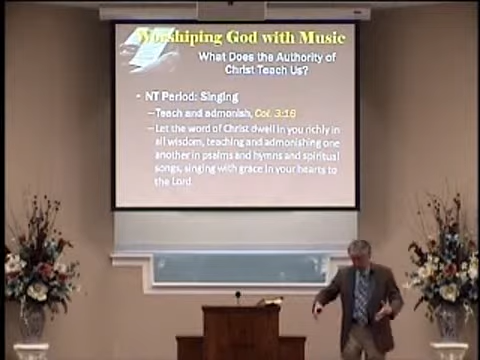 Worshiping God with Music
What Does the Authority of
Christ Teach Us?
• NT Period: Singing
–Teach and admonish, Col. 3:16
–Let the word of Christ dwell in you richly in
all wisdom, teaching and admonishing one
another in psalms and hymns and spiritual
songs, singing with grace in your hearts to
the Lord.